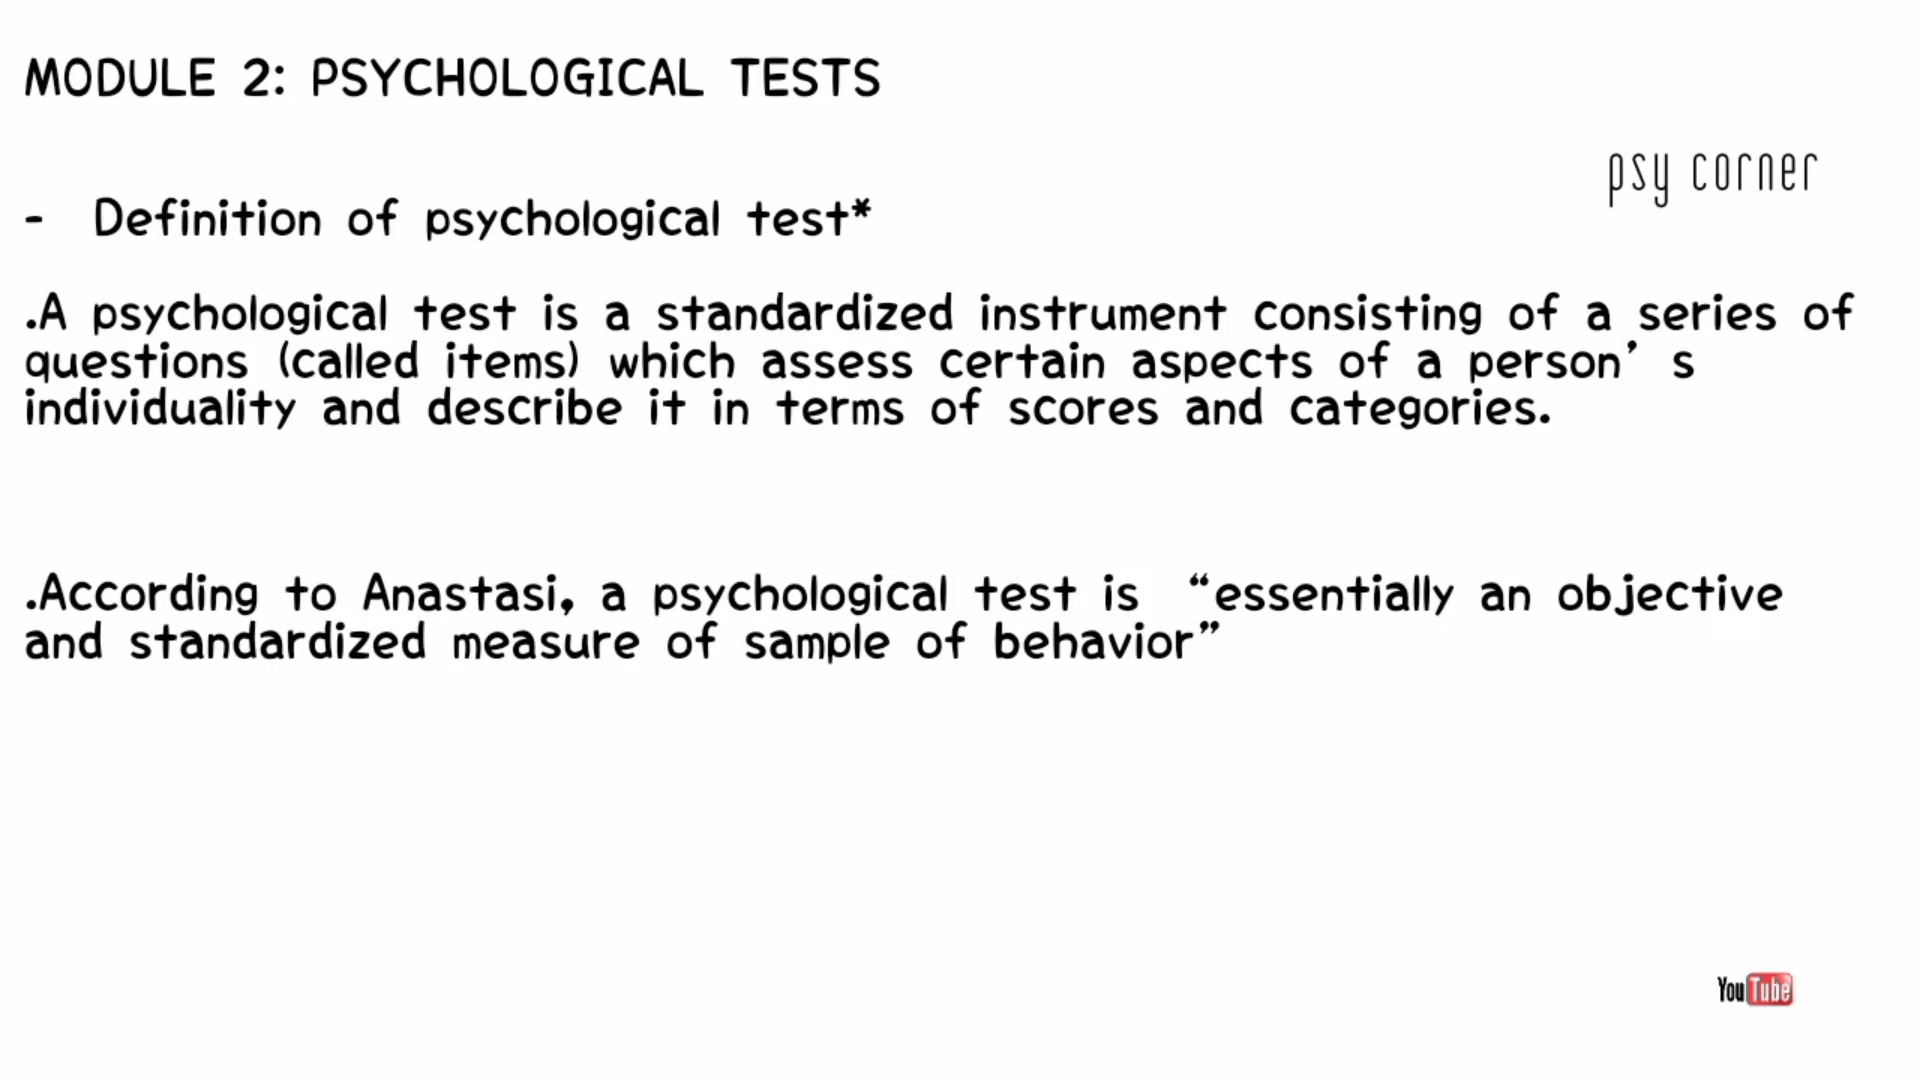 MODULE 2: PSYCHOLOGICAL TESTS
psy corner
- Definition of psychological test*
.A psychological test is a standardized instrument consisting of a series of
questions (called items) which assess certain aspects of a person’ s
individuality and describe it in terms of scores and categories.
.According to Anastasi, a psychological test is “essentially an objective
and standardized measure of sample of behavior”
YouTube